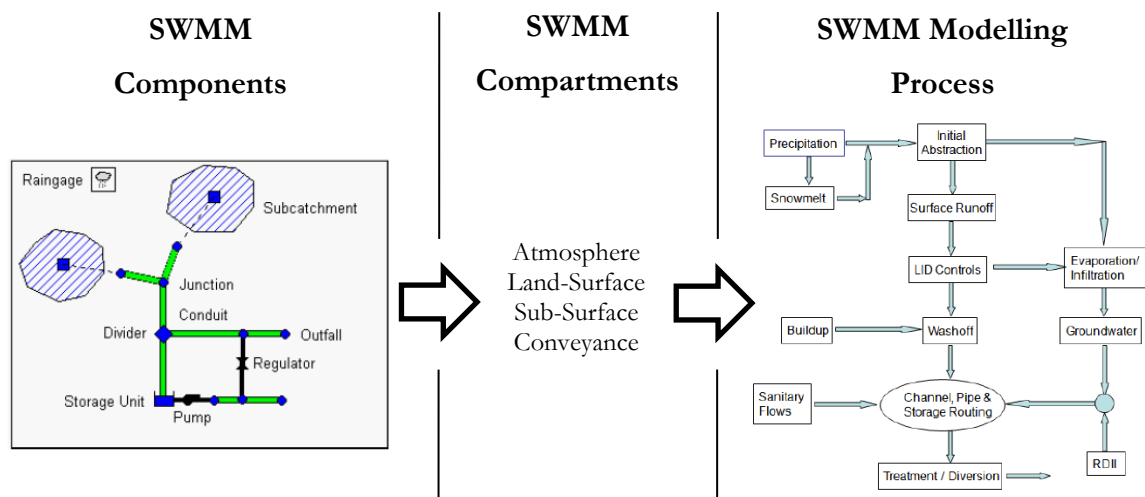 SWMM
Components
Raingage
Subcatchment
Junction
Conduit
Divider
Outfall
Regulator
Storage Unit
Pump
SWMM
Compartments
Atmosphere
Land-Surface
Sub-Surface
Conveyance
SWMM Modelling
Process
Precipitation
Initial
Abstraction
Snowmelt
Surface Runoff
LID Controls
Evaporation/
Infiltration
Buildup
Washoff
Groundwater
Sanitary
Flows
Channel, Pipe &
Storage Routing
Treatment / Diversion
RDII